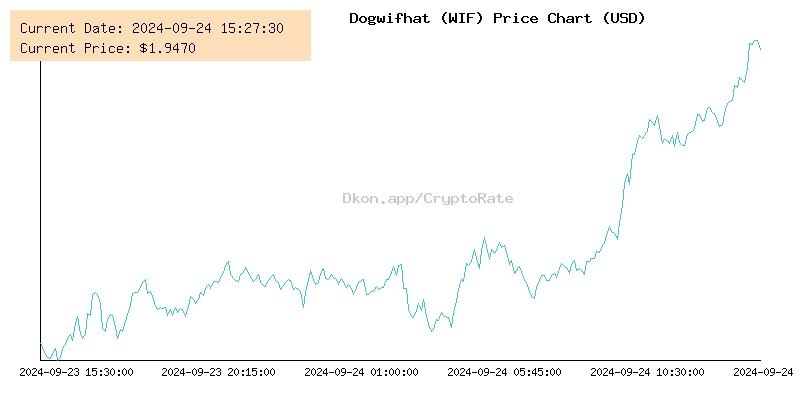 Dogwifhat (WIF) Price Chart (USD)
Current Date: 2024-09-24 15:27:30
Current Price: $1.9470
Dkon.app/CryptoRate
2024-09-23 15:30:00 2024-09-23 20:15:00 2024-09-24 01:00:00 2024-09-24 05:45:00 2024-09-24 10:30:00 2024-09-24